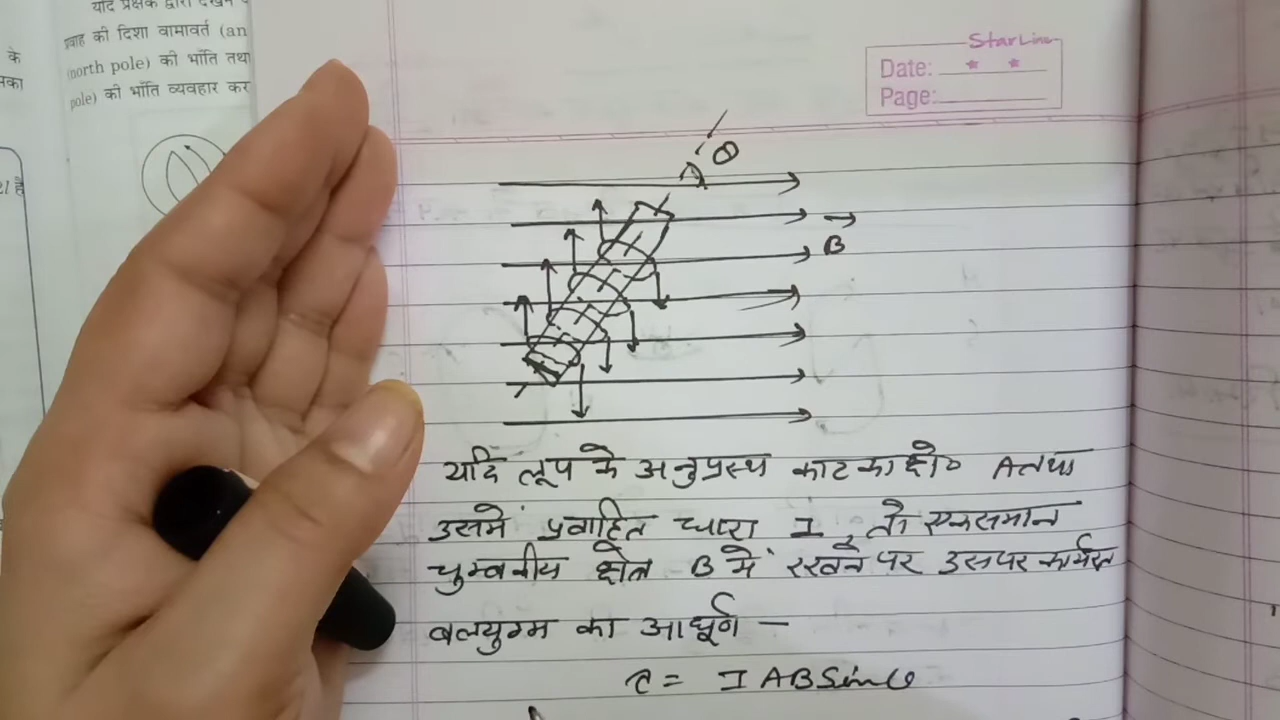 यदि प्रेक्षक द्वारा देखने
प्रवाह की दिशा वामावर्त (an
(north pole) की भाँति तथा
pole) की भाँति व्यवहार कर
के
StarLine
Date: * *
Page:
θ
B
यदि लूप के अनुप्रस्थ काट का क्षे० A तथा
उसमें प्रवाहित धारा I, तो एकसमान
चुम्बकीय क्षेत्र B में रखने पर उसपर कार्यरत
बलयुग्म का आघूर्ण —
τ = IABSinθ